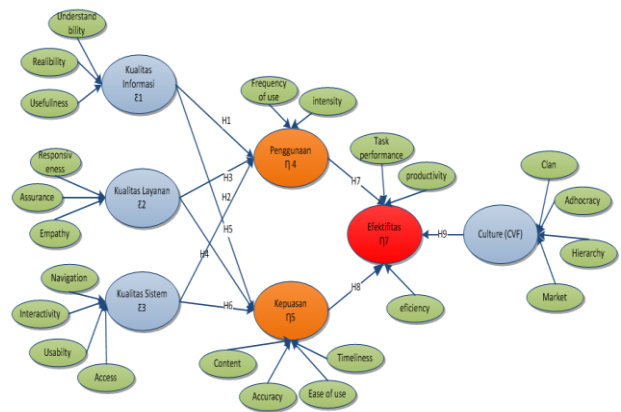 Understand
bility
Realibility
Usefullness
Kualitas
Informasi
ξ1
Responsiv
eness
Assurance
Empathy
Kualitas Layanan
ξ2
Navigation
Interactivity
Usabilty
Access
Kualitas Sistem
ξ3
H1
H3
H2
H5
H4
H6
Frequency
of use
intensity
Penggunaan
η 4
Kepuasan
η5
Content
Accuracy
Ease of use
Timeliness
H7
H8
Task
performance
productivity
Efektifitas
η7
eficiency
H9
Culture (CVF)
Clan
Adhocracy
Hierarchy
Market